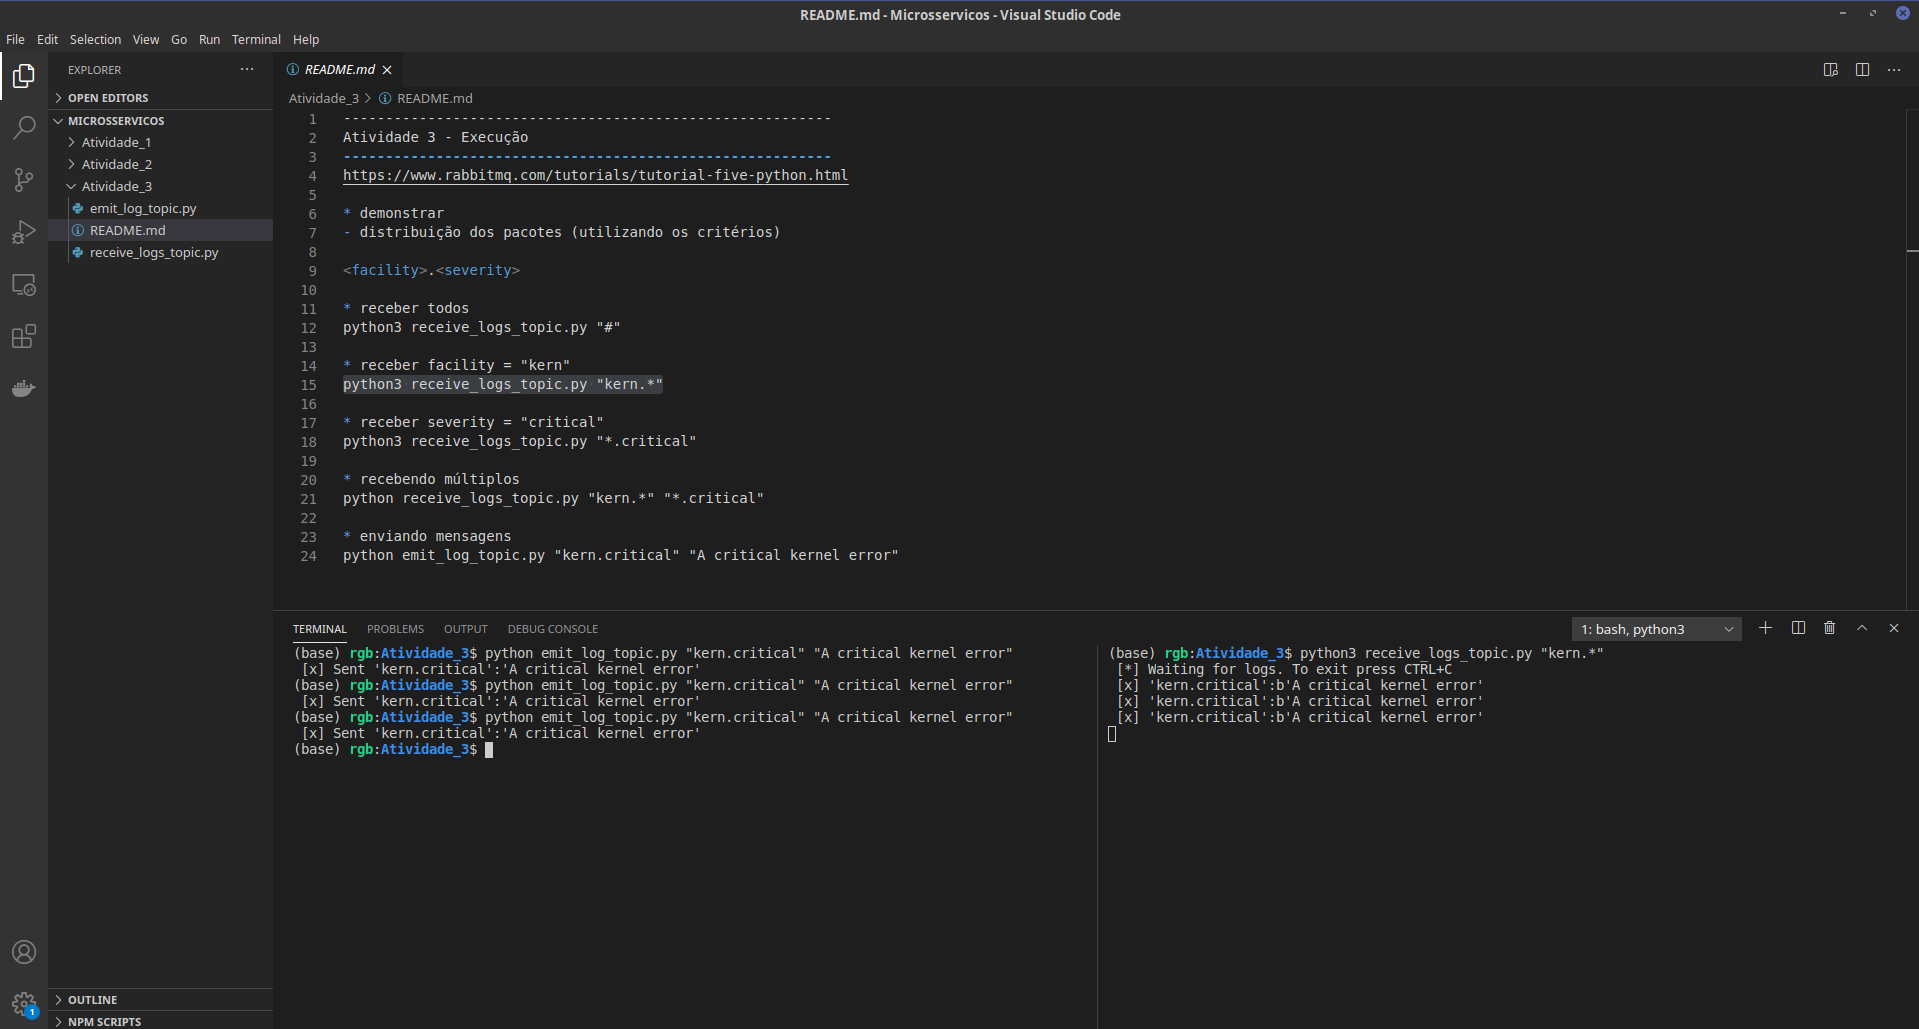 README.md - Microsservicos - Visual Studio Code
File Edit Selection View Go Run Terminal Help
EXPLORER
OPEN EDITORS
MICROSSERVICOS
Atividade_1
Atividade_2
Atividade_3
emit_log_topic.py
README.md
receive_logs_topic.py
OUTLINE
NPM SCRIPTS
1
README.md
Atividade_3 > README.md
1 ----------------------------------------------------------
2 Atividade 3 - Execução
3 ----------------------------------------------------------
4 https://www.rabbitmq.com/tutorials/tutorial-five-python.html
5
6 * demonstrar
7 - distribuição dos pacotes (utilizando os critérios)
8
9 <facility>.<severity>
10
11 * receber todos
12 python3 receive_logs_topic.py "#"
13
14 * receber facility = "kern"
15 python3 receive_logs_topic.py "kern.*"
16
17 * receber severity = "critical"
18 python3 receive_logs_topic.py "*.critical"
19
20 * recebendo múltiplos
21 python receive_logs_topic.py "kern.*" "*.critical"
22
23 * enviando mensagens
24 python emit_log_topic.py "kern.critical" "A critical kernel error"
TERMINAL PROBLEMS OUTPUT DEBUG CONSOLE
1: bash, python3
(base) rgb:Atividade_3$ python emit_log_topic.py "kern.critical" "A critical kernel error"
[x] Sent 'kern.critical':'A critical kernel error'
(base) rgb:Atividade_3$ python emit_log_topic.py "kern.critical" "A critical kernel error"
[x] Sent 'kern.critical':'A critical kernel error'
(base) rgb:Atividade_3$ python emit_log_topic.py "kern.critical" "A critical kernel error"
[x] Sent 'kern.critical':'A critical kernel error'
(base) rgb:Atividade_3$
(base) rgb:Atividade_3$ python3 receive_logs_topic.py "kern.*"
[*] Waiting for logs. To exit press CTRL+C
[x] 'kern.critical':b'A critical kernel error'
[x] 'kern.critical':b'A critical kernel error'
[x] 'kern.critical':b'A critical kernel error'